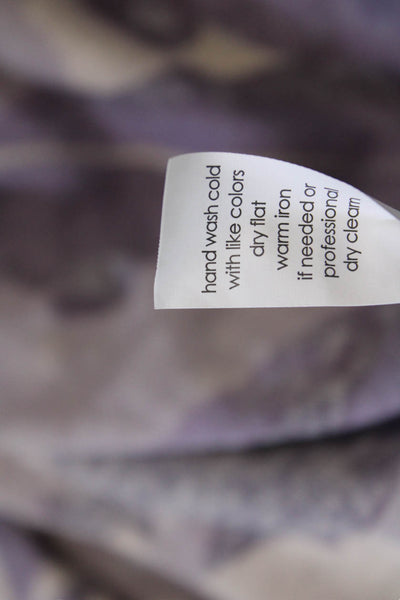 hand wash cold
with like colors
dry flat
warm iron
if needed or
professional
dry clean